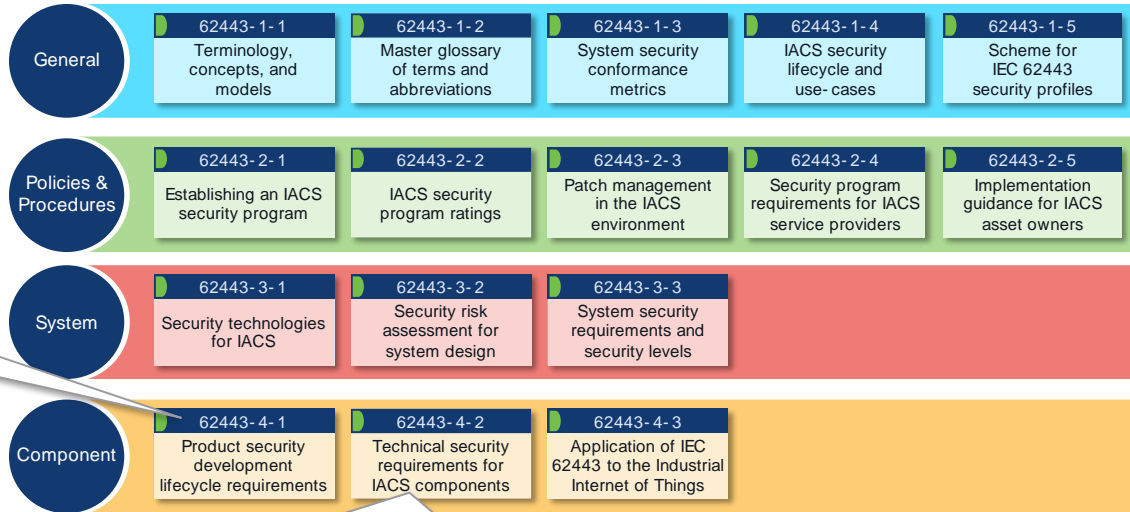 General
62443-1-1
Terminology,
concepts, and
models
62443-1-2
Master glossary
of terms and
abbreviations
62443-1-3
System security
conformance
metrics
62443-1-4
IACS security
lifecycle and
use-cases
62443-1-5
Scheme for
IEC 62443
security profiles
Policies &
Procedures
62443-2-1
Establishing an IACS
security program
62443-2-2
IACS security
program ratings
62443-2-3
Patch management
in the IACS
environment
62443-2-4
Security program
requirements for IACS
service providers
62443-2-5
Implementation
guidance for IACS
asset owners
System
62443-3-1
Security technologies
for IACS
62443-3-2
Security risk
assessment for
system design
62443-3-3
System security
requirements and
security levels
Component
62443-4-1
Product security
development
lifecycle requirements
62443-4-2
Technical security
requirements for
IACS components
62443-4-3
Application of IEC
62443 to the Industrial
Internet of Things